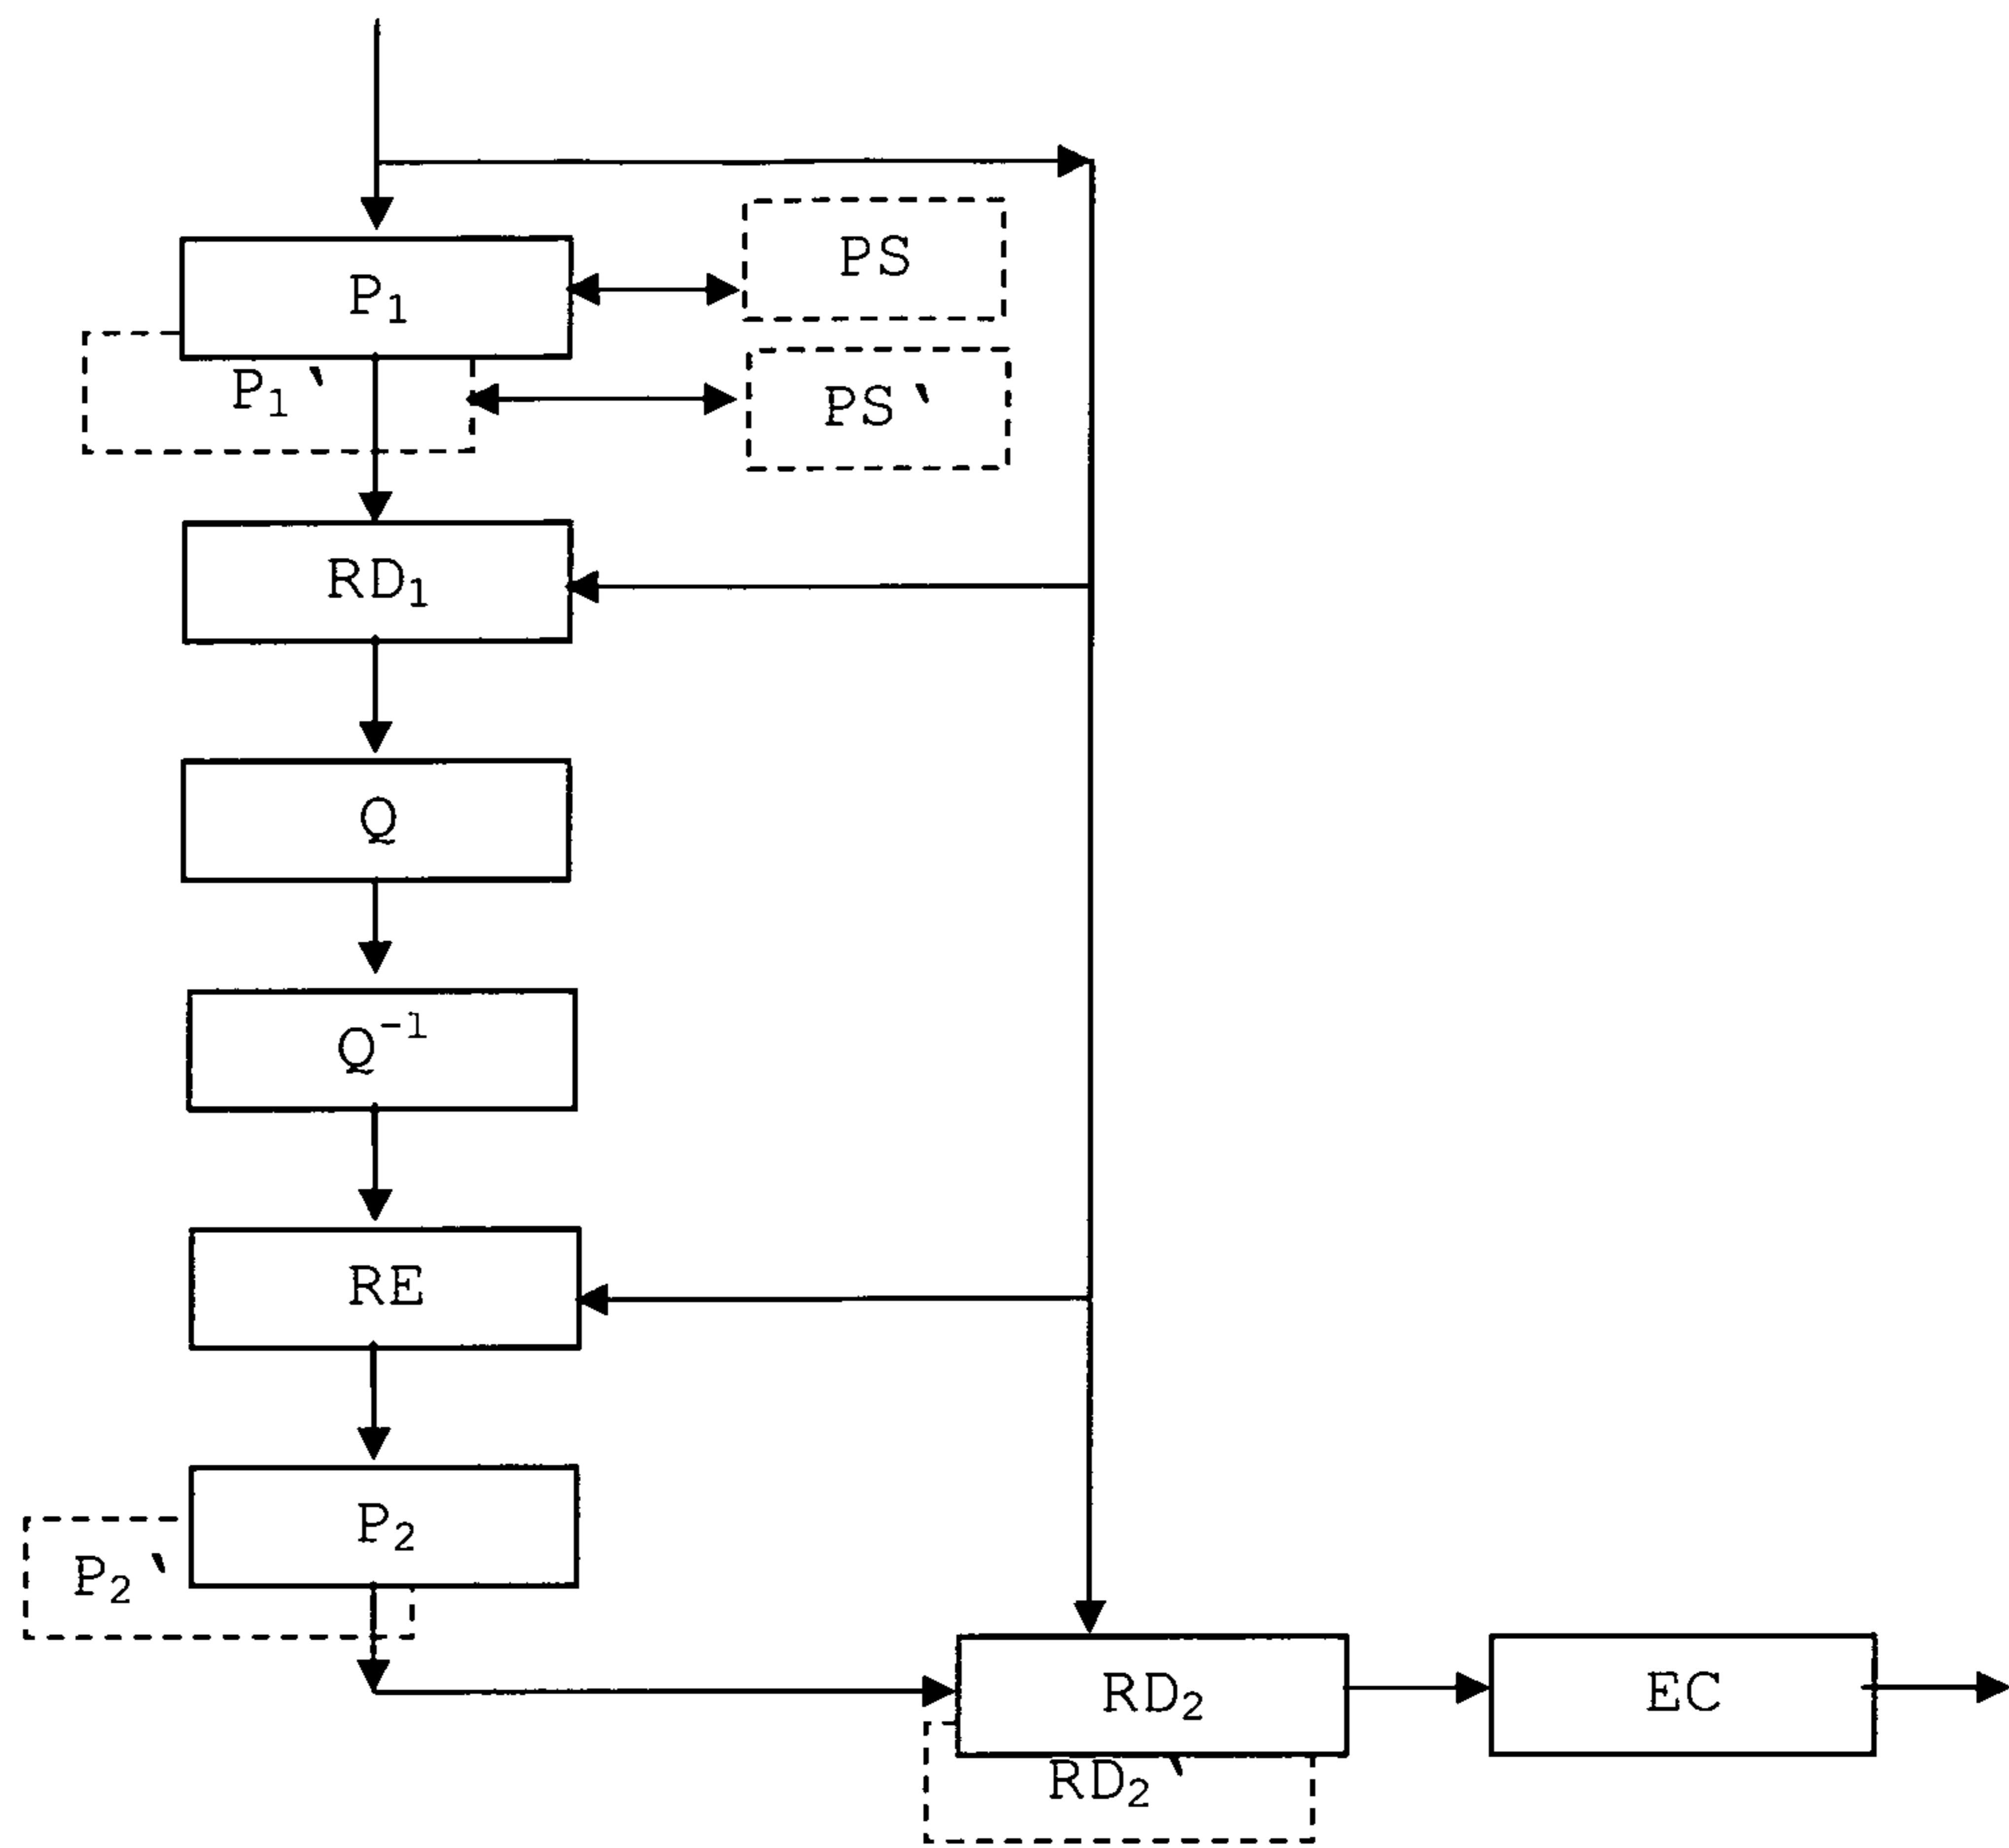 PS
P₁
P₁‵
PS‵
RD₁
Q
Q⁻¹
RE
P₂
P₂‵
RD₂
EC
RD₂‵